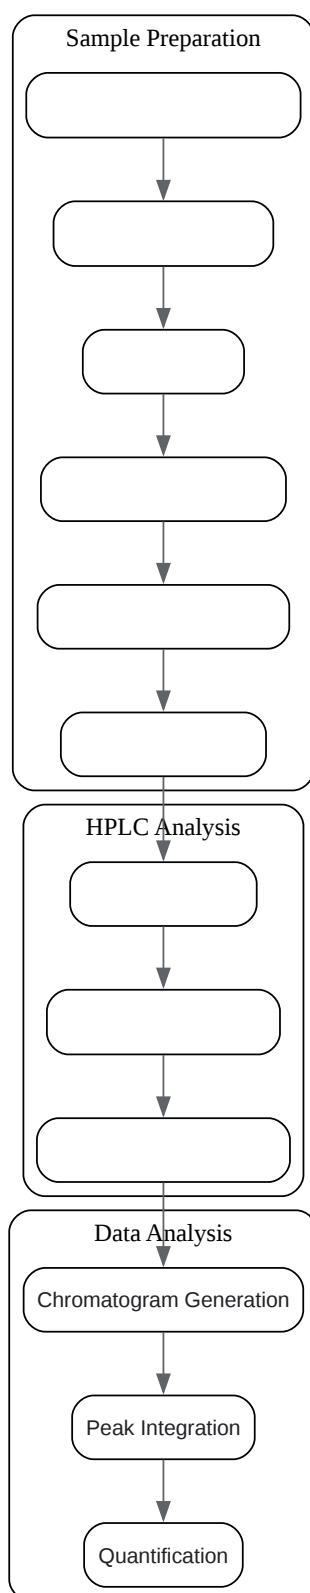 Sample Preparation
HPLC Analysis
Data Analysis
Chromatogram Generation
Peak Integration
Quantification